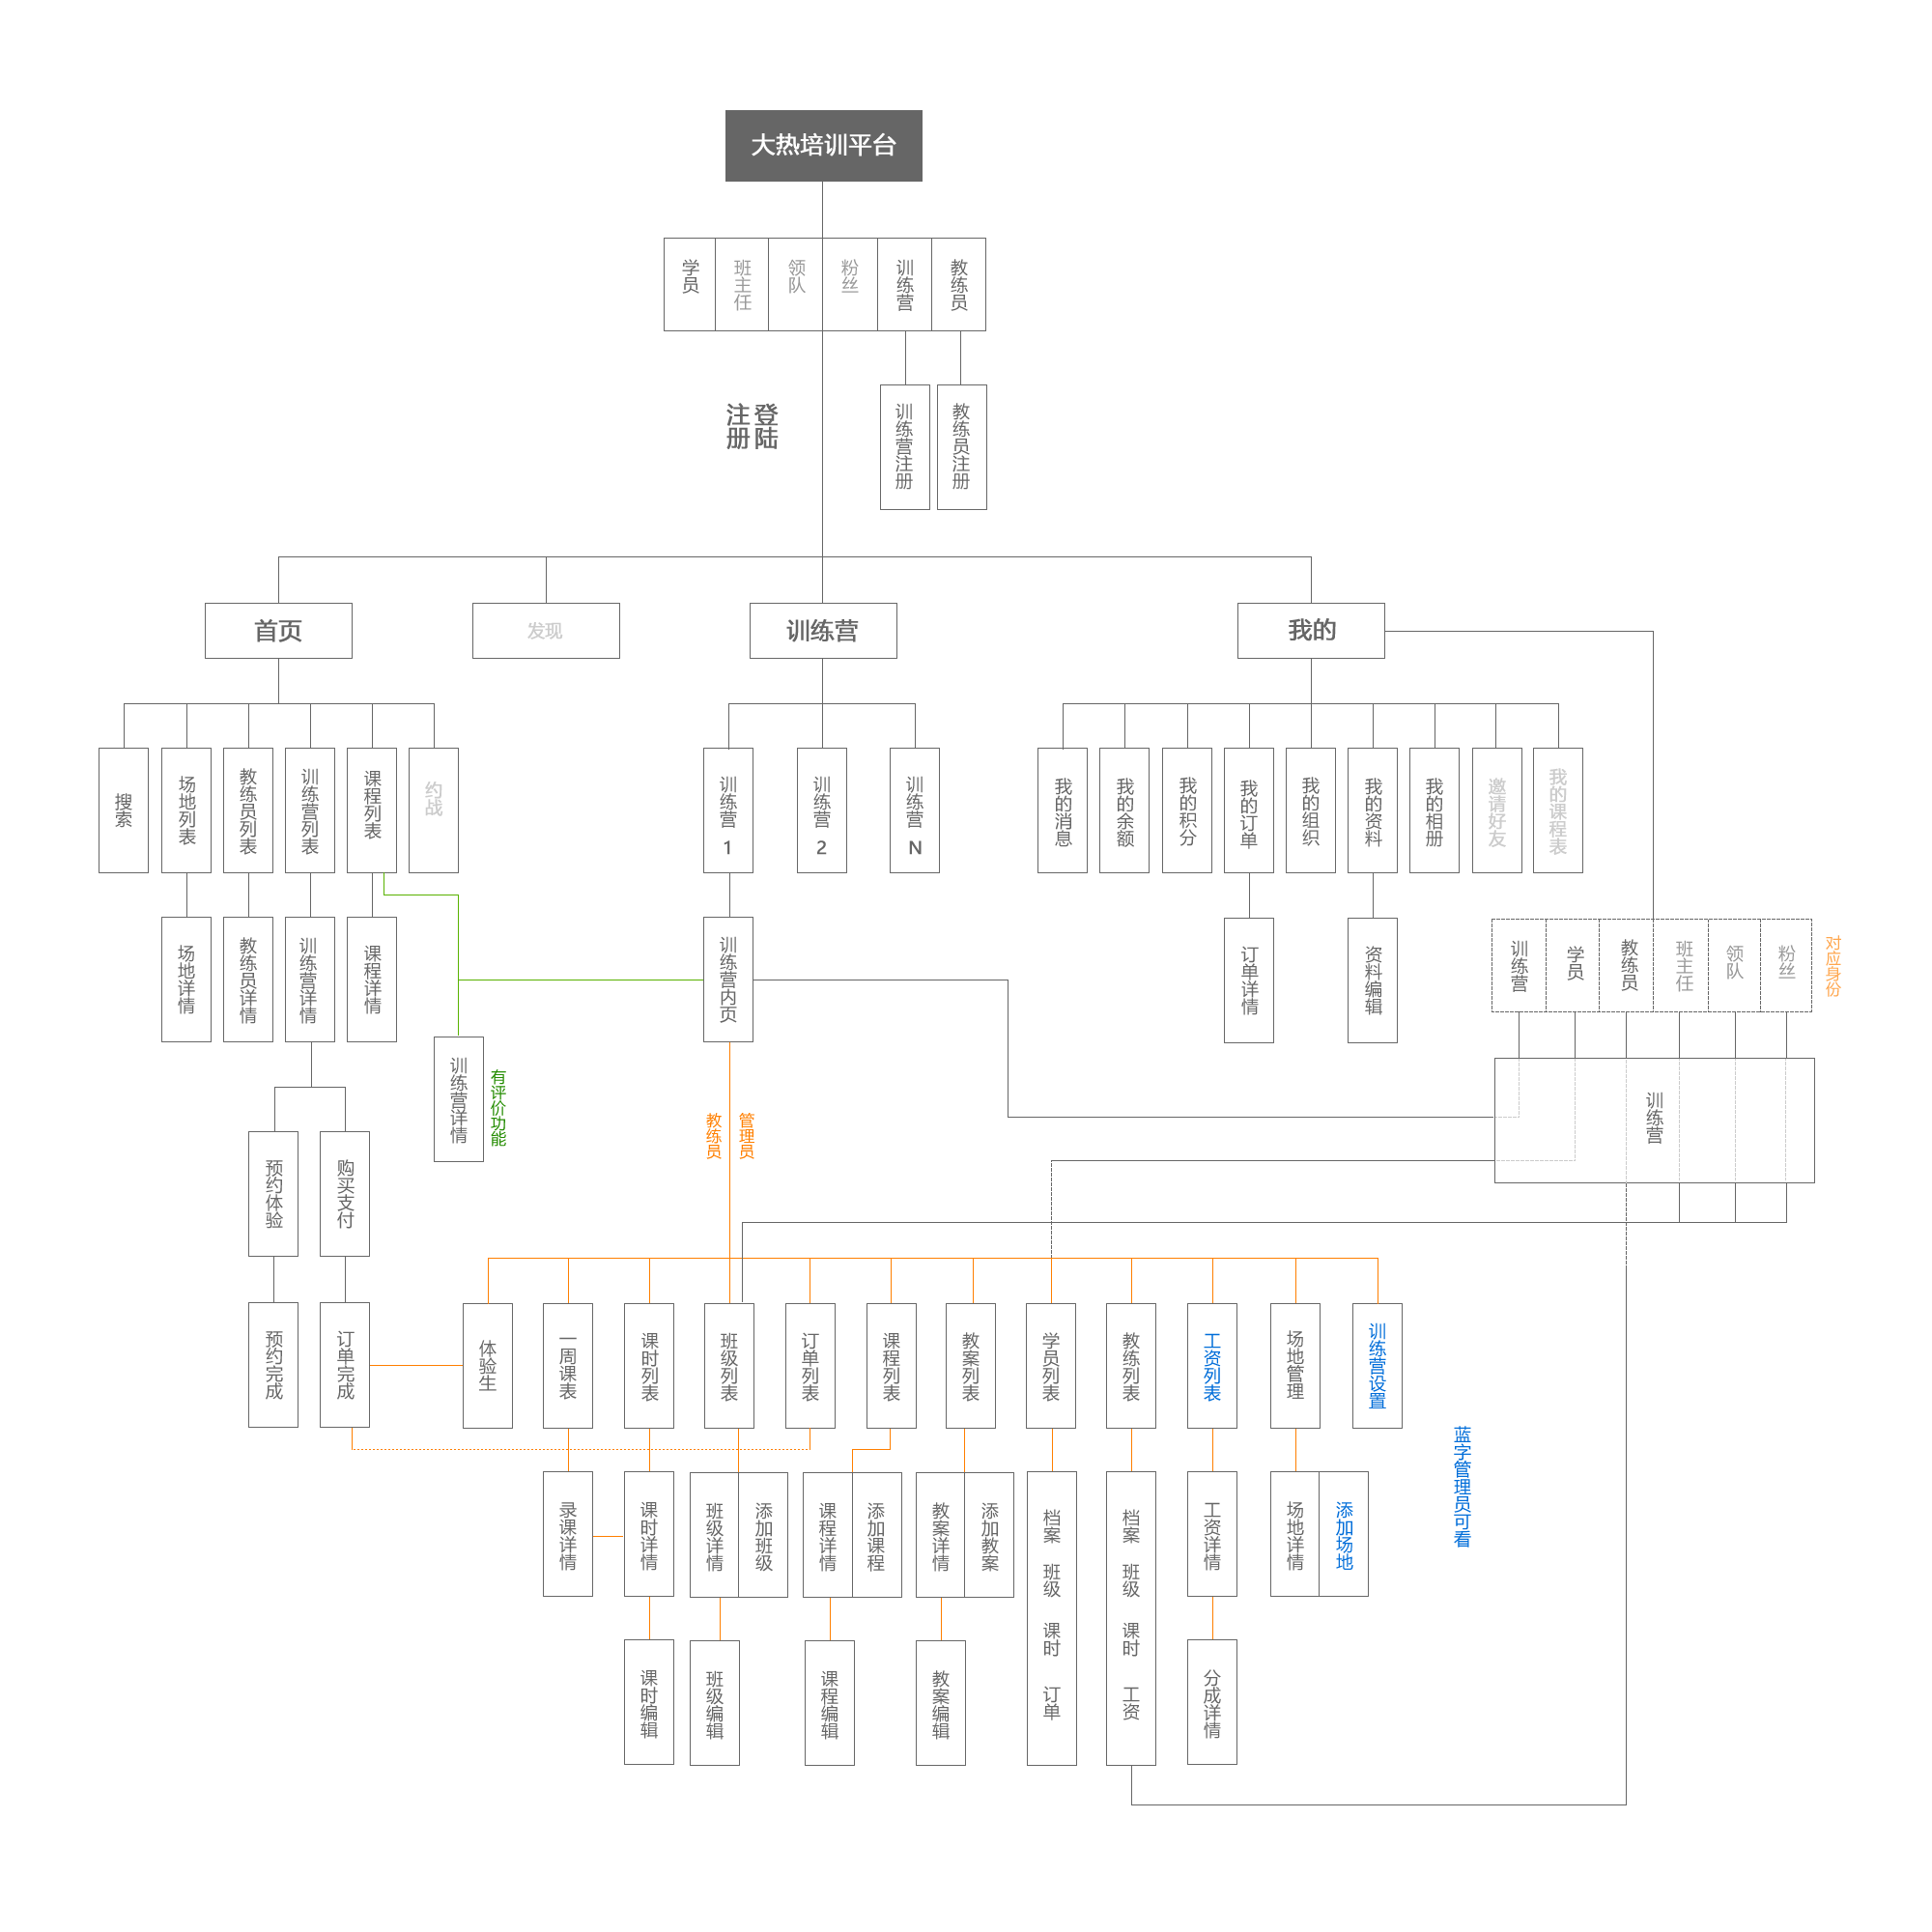 大热培训平台
学员
班主任
领队
粉丝
训练营
教练员
注册
登陆
训练营注册
教练员注册
首页
发现
训练营
我的
搜索
场地列表
教练员列表
训练营列表
课程列表
约战
训练营1
训练营2
训练营N
我的消息
我的余额
我的积分
我的订单
我的组织
我的资料
我的相册
邀请好友
我的课程表
场地详情
教练员详情
训练营详情
课程详情
训练营内页
订单详情
资料编辑
训练营
学员
教练员
班主任
领队
粉丝
对应身份
训练营详情
有评价功能
教练员
管理员
训练营
预约体验
购买支付
预约完成
订单完成
体验生
一周课表
课时列表
班级列表
订单列表
课程列表
教案列表
学员列表
教练列表
工资列表
场地管理
训练营设置
蓝字管理员可看
录课详情
课时详情
班级详情
添加班级
课程详情
添加课程
教案详情
添加教案
档案 班级 课时 订单
档案 班级 课时 工资
工资详情
场地详情
添加场地
课时编辑
班级编辑
课程编辑
教案编辑
分成详情